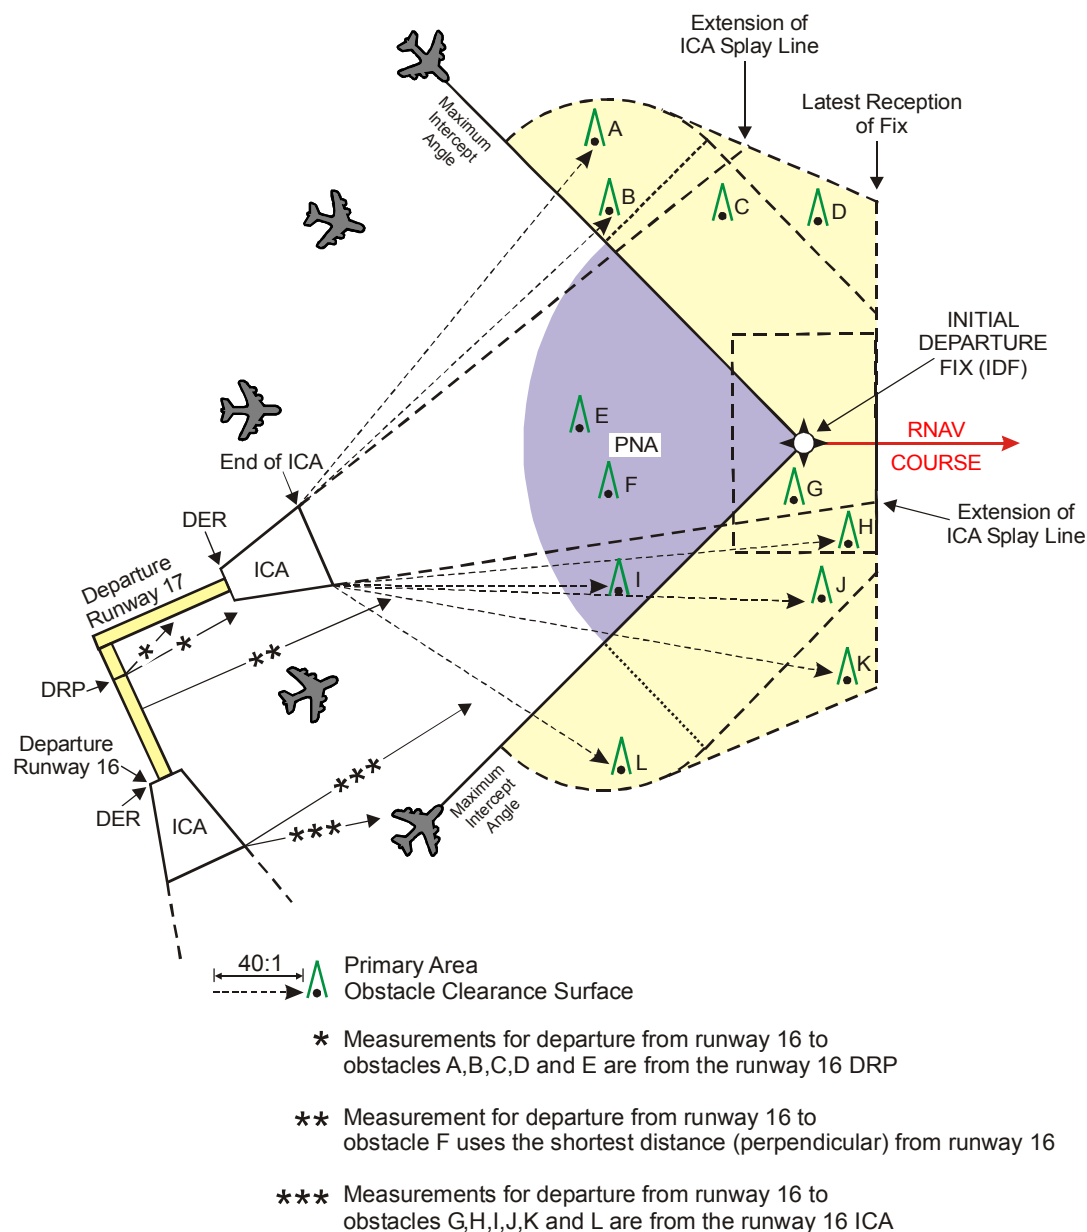 Extension of
ICA Splay Line
Latest Reception
of Fix
Maximum
Intercept
Angle
A
B
C
D
INITIAL
DEPARTURE
FIX (IDF)
E
PNA
RNAV
COURSE
End of ICA
F
G
DER
Extension of
ICA Splay Line
H
ICA
Departure
Runway 17
I
J
*
*
**
K
DRP
Departure
Runway 16
L
***
Maximum
Intercept
Angle
DER
ICA
***
40:1
Primary Area
Obstacle Clearance Surface
* Measurements for departure from runway 16 to
obstacles A,B,C,D and E are from the runway 16 DRP
** Measurement for departure from runway 16 to
obstacle F uses the shortest distance (perpendicular) from runway 16
*** Measurements for departure from runway 16 to
obstacles G,H,I,J,K and L are from the runway 16 ICA